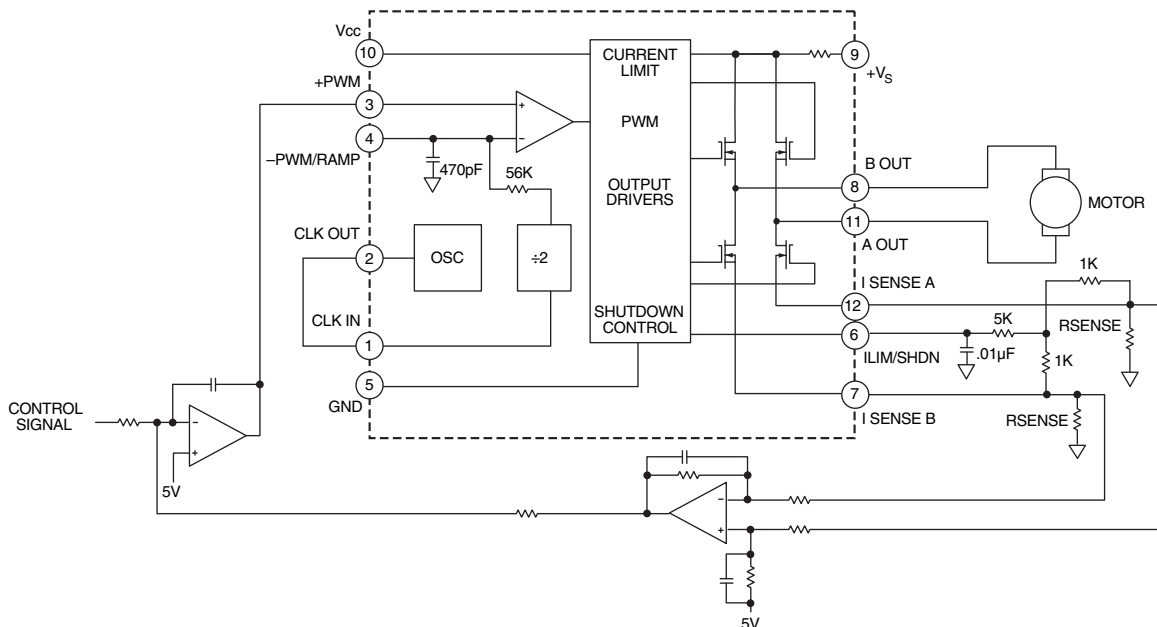 Vcc
10
CURRENT
LIMIT
9
+VS
+PWM
3
+
PWM
4
−
–PWM/RAMP
470pF
56K
B OUT
8
OUTPUT
DRIVERS
MOTOR
11
A OUT
CLK OUT
2
OSC
÷2
1K
I SENSE A
12
CLK IN
SHUTDOWN
CONTROL
5K
RSENSE
1
6
ILIM/SHDN
.01µF
1K
5
GND
7
I SENSE B
RSENSE
CONTROL
SIGNAL
−
+
5V
−
+
5V